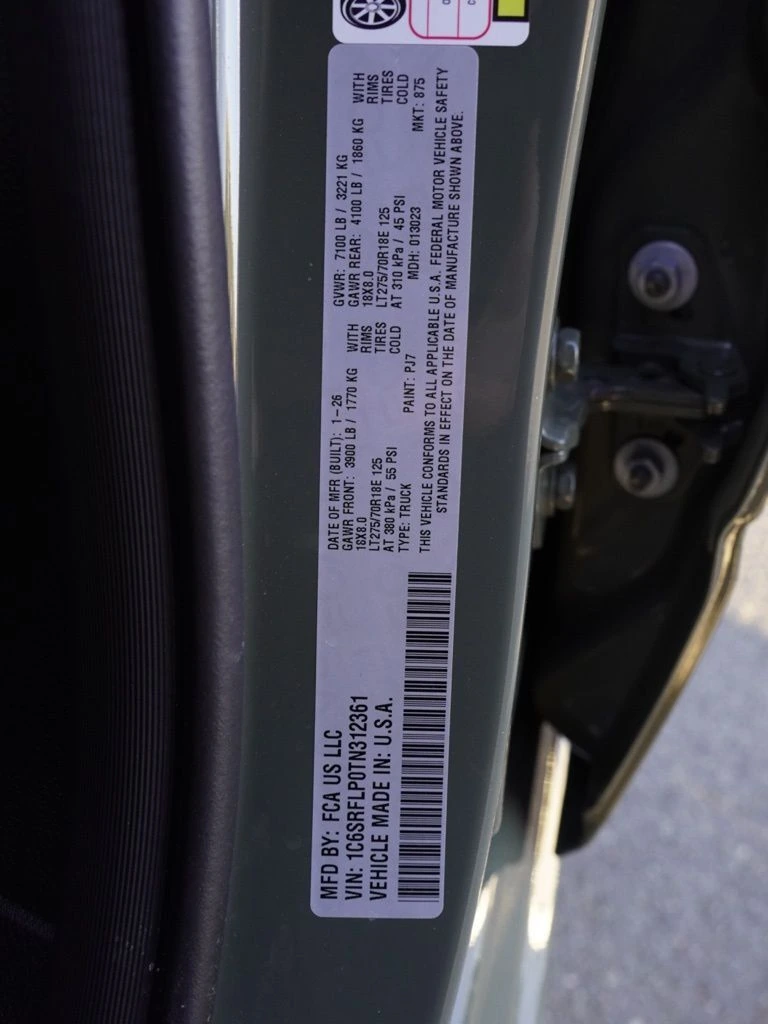 MFD BY: FCA US LLC
VIN: 1C6SRFLP0TN312361
VEHICLE MADE IN: U.S.A.
DATE OF MFR (BUILT): 1-26
GVWR: 7100 LB / 3221 KG
GAWR FRONT: 3900 LB / 1770 KG WITH
18X8.0 RIMS
LT275/70R18E 125 TIRES
AT 380 kPa / 55 PSI COLD
GAWR REAR: 4100 LB / 1860 KG WITH
18X8.0 RIMS
LT275/70R18E 125 TIRES
AT 310 kPa / 45 PSI COLD
TYPE: TRUCK PAINT: PJ7 MDH: 013023 MKT: 875
THIS VEHICLE CONFORMS TO ALL APPLICABLE U.S.A. FEDERAL MOTOR VEHICLE SAFETY
STANDARDS IN EFFECT ON THE DATE OF MANUFACTURE SHOWN ABOVE.